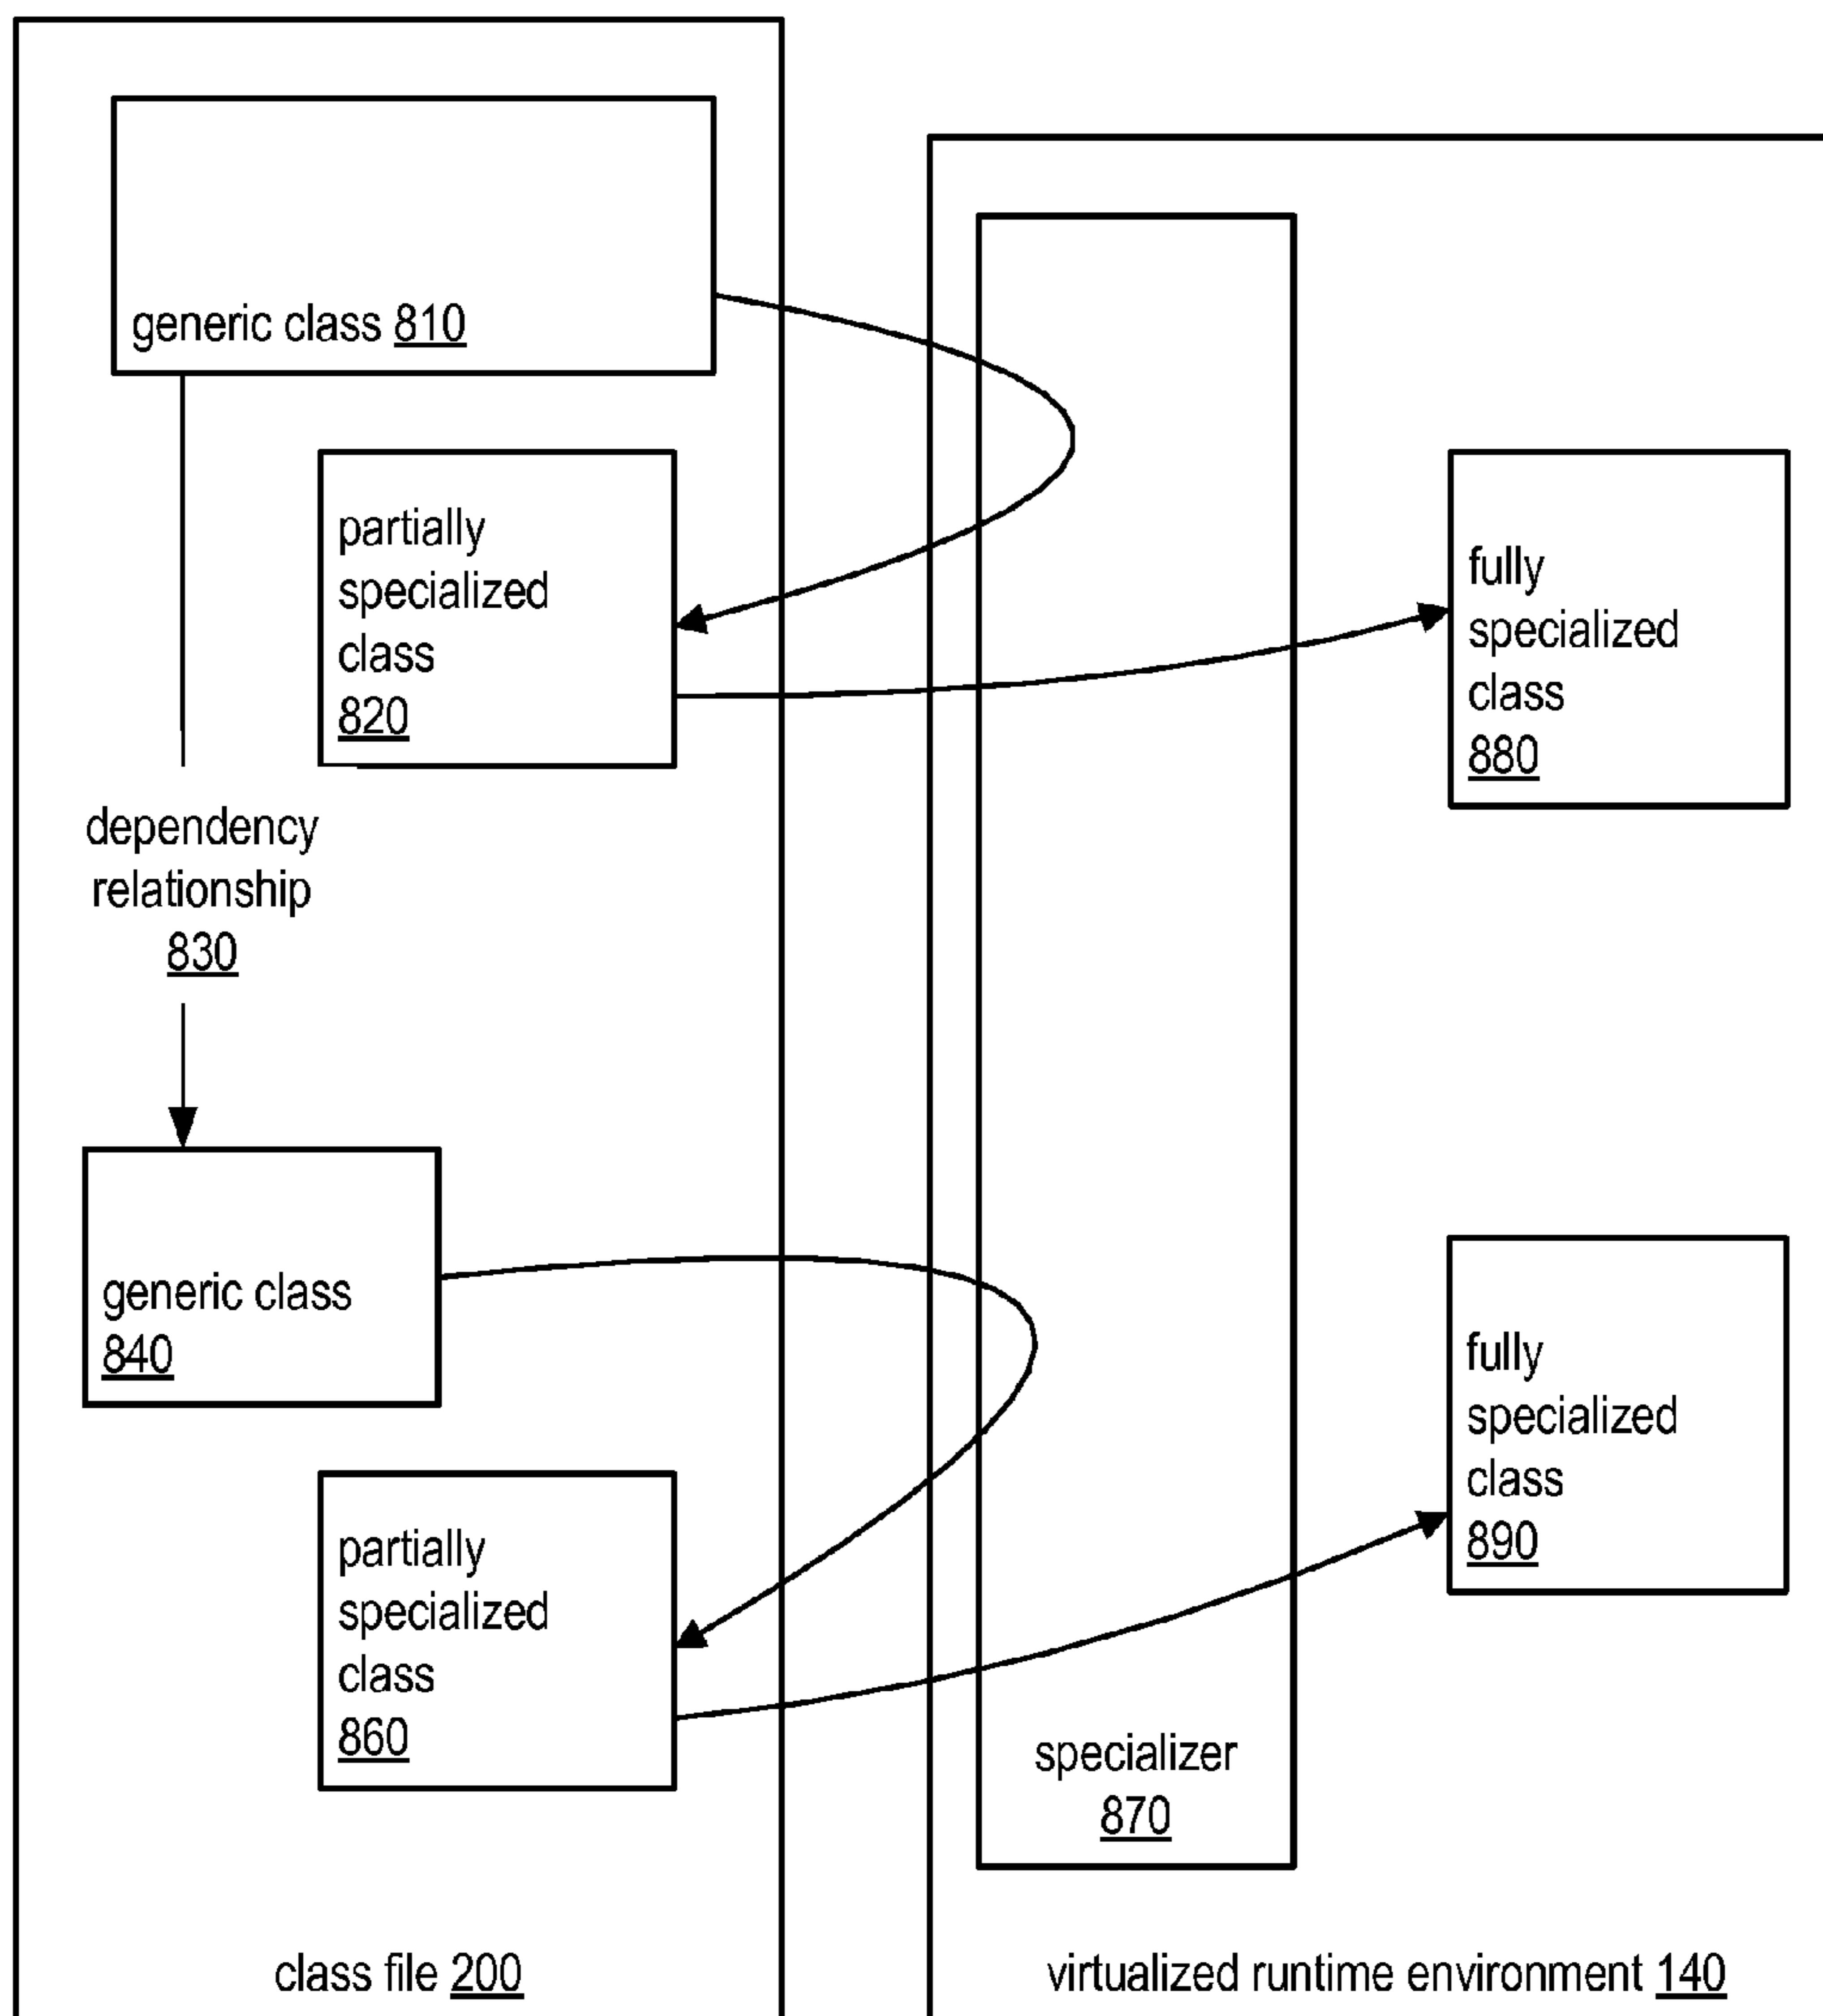 generic class 810
partially
specialized
class
820
fully
specialized
class
880
dependency
relationship
830
generic class
840
fully
specialized
class
890
partially
specialized
class
860
specializer
870
class file 200
virtualized runtime environment 140